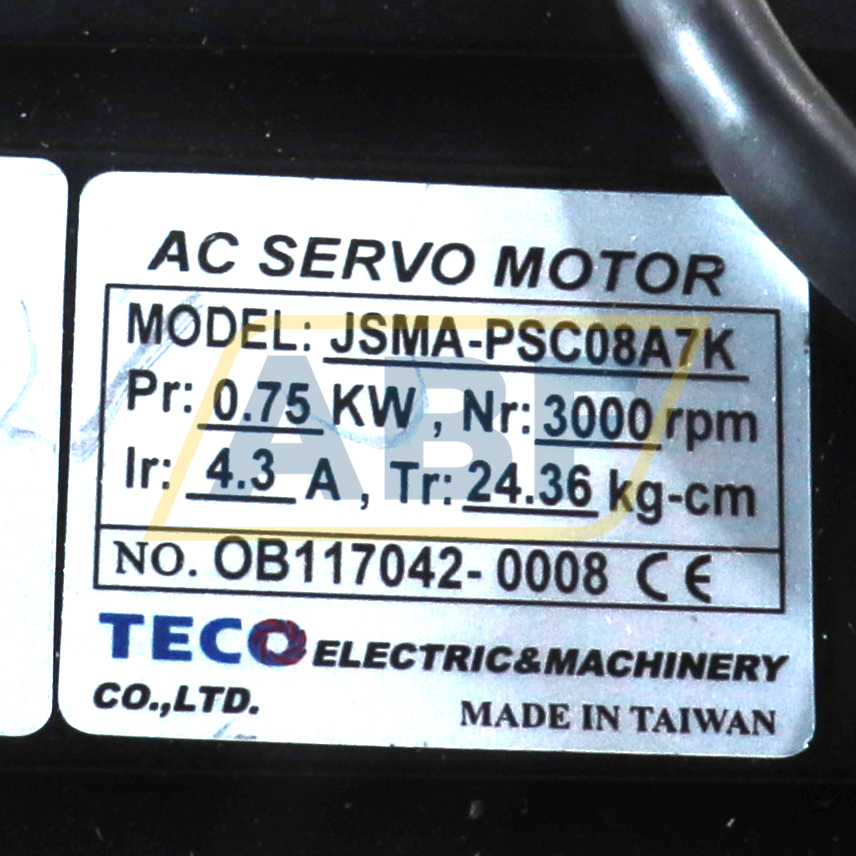 AC SERVO MOTOR
MODEL: JSMA-PSC08A7K
Pr: 0.75 KW , Nr: 3000 rpm
Ir: 4.3 A , Tr: 24.36 kg-cm
NO. OB117042-0008 CE
TECO ELECTRIC&MACHINERY
CO.,LTD.
MADE IN TAIWAN
ABF